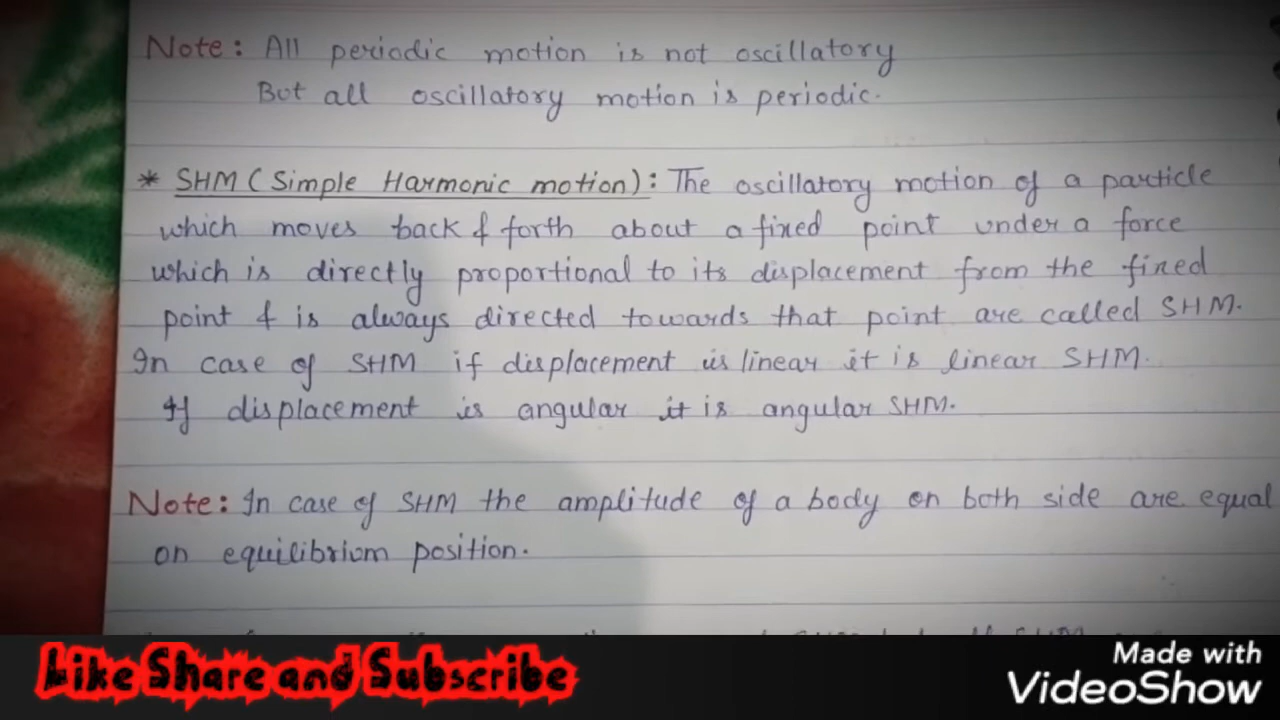 Note: All periodic motion is not oscillatory
But all oscillatory motion is periodic.
* SHM (Simple Harmonic motion): The oscillatory motion of a particle
which moves back & forth about a fixed point under a force
which is directly proportional to its displacement from the fixed
point & is always directed towards that point are called SHM.
In case of SHM if displacement is linear it is linear SHM.
If displacement is angular it is angular SHM.
Note: In case of SHM the amplitude of a body on both side are equal
on equilibrium position.
Like Share and Subscribe
Made with
VideoShow